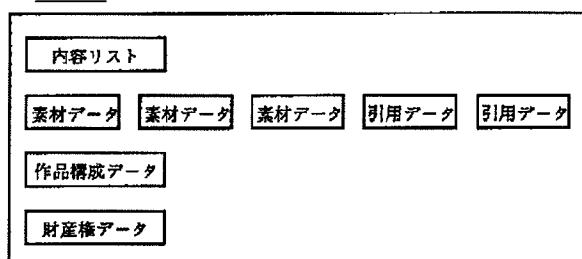 内容リスト
素材データ 素材データ 素材データ 引用データ 引用データ
作品構成データ
財産権データ